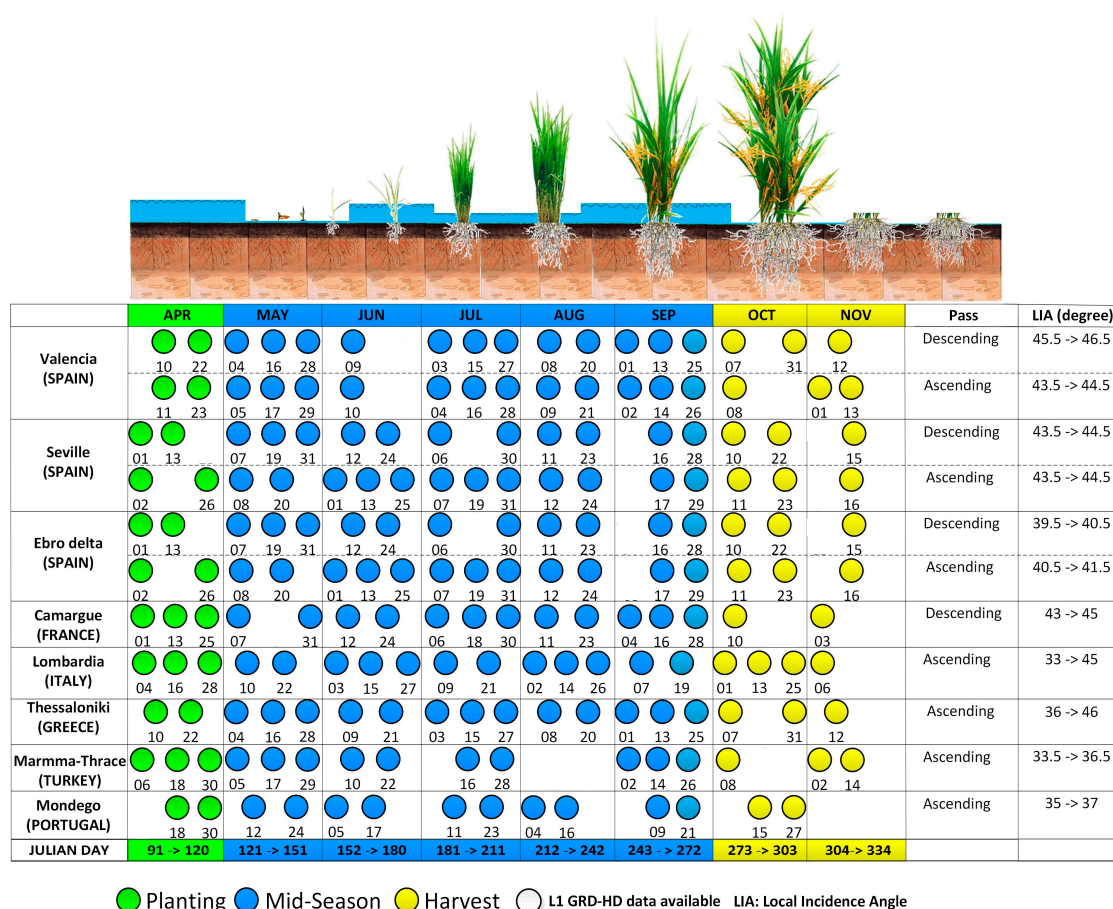 APR MAY JUN JUL AUG SEP OCT NOV Pass LIA (degree)
Valencia (SPAIN) Descending 45.5 -> 46.5
10 22 04 16 28 09 03 15 27 08 20 01 13 25 07 31 12
Ascending 43.5 -> 44.5
11 23 05 17 29 10 04 16 28 09 21 02 14 26 08 01 13
Seville (SPAIN) Descending 43.5 -> 44.5
01 13 07 19 31 12 24 06 30 11 23 16 28 10 22 15
Ascending 43.5 -> 44.5
02 26 08 20 01 13 25 07 19 31 12 24 17 29 11 23 16
Ebro delta (SPAIN) Descending 39.5 -> 40.5
01 13 07 19 31 12 24 06 30 11 23 16 28 10 22 15
Ascending 40.5 -> 41.5
02 26 08 20 01 13 25 07 19 31 12 24 17 29 11 23 16
Camargue (FRANCE) Descending 43 -> 45
01 13 25 07 31 12 24 06 18 30 11 23 04 16 28 10 03
Lombardia (ITALY) Ascending 33 -> 45
04 16 28 10 22 03 15 27 09 21 02 14 26 07 19 01 13 25 06
Thessaloniki (GREECE) Ascending 36 -> 46
10 22 04 16 28 09 21 03 15 27 08 20 01 13 25 07 31 12
Marmma-Thrace (TURKEY) Ascending 33.5 -> 36.5
06 18 30 05 17 29 10 22 16 28 02 14 26 08 02 14
Mondego (PORTUGAL) Ascending 35 -> 37
18 30 12 24 05 17 11 23 04 16 09 21 15 27
JULIAN DAY 91 -> 120 121 -> 151 152 -> 180 181 -> 211 212 -> 242 243 -> 272 273 -> 303 304-> 334
Planting Mid-Season Harvest L1 GRD-HD data available LIA: Local Incidence Angle